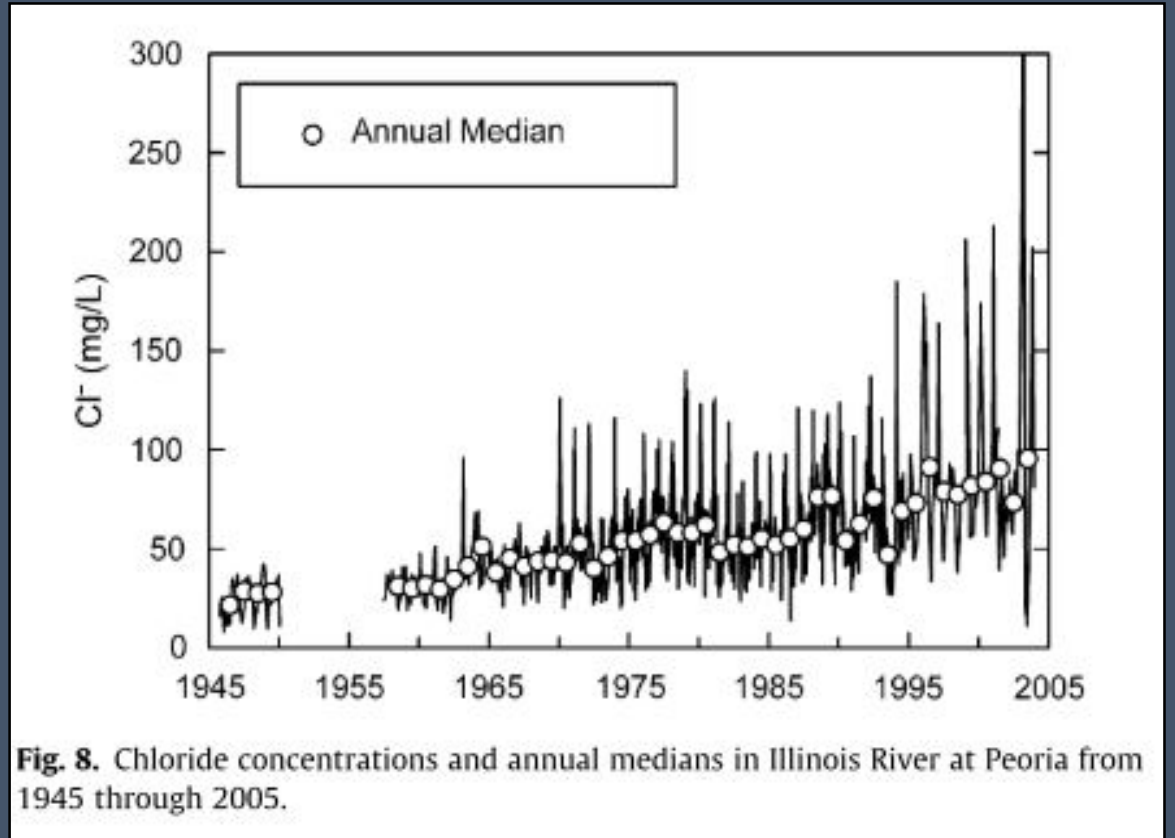 300
Annual Median
250
200
Cl⁻ (mg/L)
150
100
50
0
1945 1955 1965 1975 1985 1995 2005
Fig. 8. Chloride concentrations and annual medians in Illinois River at Peoria from
1945 through 2005.